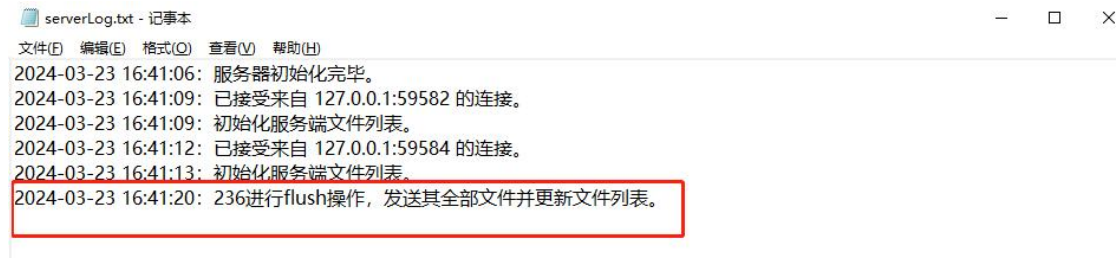 serverLog.txt - 记事本
文件(F) 编辑(E) 格式(O) 查看(V) 帮助(H)
2024-03-23 16:41:06：服务器初始化完毕。
2024-03-23 16:41:09：已接受来自 127.0.0.1:59582 的连接。
2024-03-23 16:41:09：初始化服务端文件列表。
2024-03-23 16:41:12：已接受来自 127.0.0.1:59584 的连接。
2024-03-23 16:41:13：初始化服务端文件列表。
2024-03-23 16:41:20：236进行flush操作，发送其全部文件并更新文件列表。